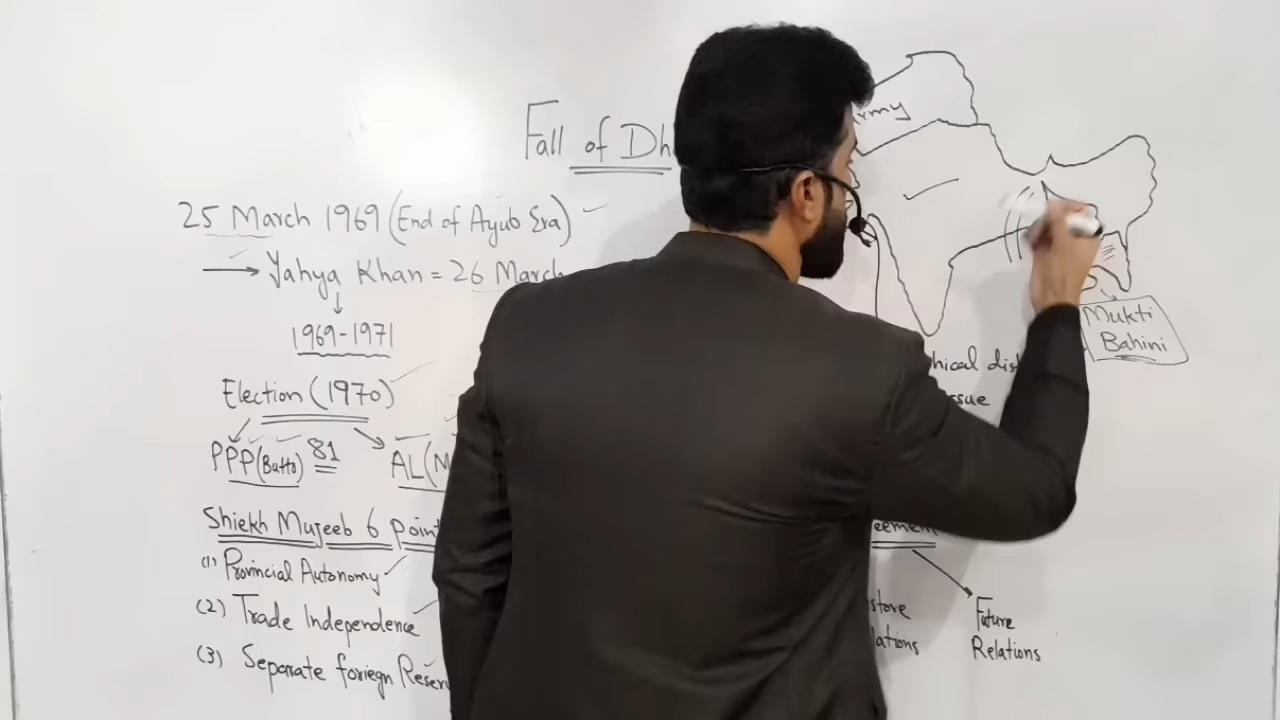 Fall of Dh
25 March 1969 (End of Ayub Era)
Yahya Khan = 26 March
1969-1971
Election (1970)
PPP (Butto) 81
AL (M
Shiekh Mujeeb 6 Point
(1) Provincial Autonomy
(2) Trade Independence
(3) Separate foriegn Reser
rmy
Mukti
Bahini
hical dist
ssue
eement
store
lations
Future
Relations